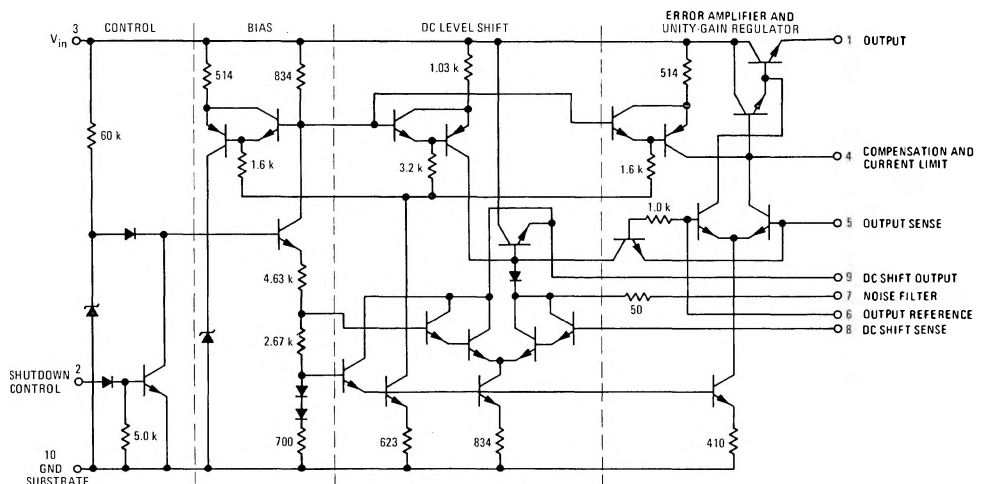 ERROR AMPLIFIER AND
UNITY-GAIN REGULATOR
CONTROL
BIAS
DC LEVEL SHIFT
3
Vin
1 OUTPUT
514
834
1.03 k
514
60 k
1.6 k
3.2 k
1.6 k
4 COMPENSATION AND
CURRENT LIMIT
1.0 k
5 OUTPUT SENSE
4.63 k
9 DC SHIFT OUTPUT
50
7 NOISE FILTER
6 OUTPUT REFERENCE
8 DC SHIFT SENSE
2.67 k
SHUTDOWN 2
CONTROL
5.0 k
700
623
834
410
10
GND
SUBSTRATE